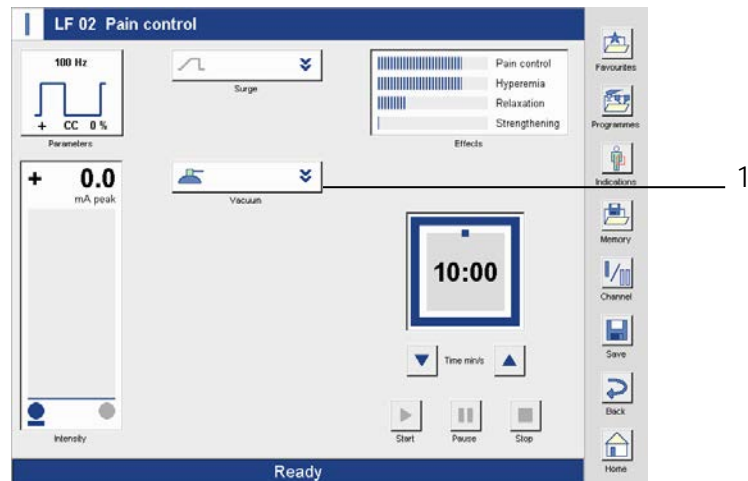 LF 02 Pain control
100 Hz
+ CC 0 %
Parameters
Surge
Pain control
Hyperemia
Relaxation
Strengthening
Effects
+ 0.0
mA peak
Intensity
Vacuum
1
10:00
Time min/s
Start
Pause
Stop
Ready
Favourites
Programmes
Indications
Memory
Channel
Save
Back
Home